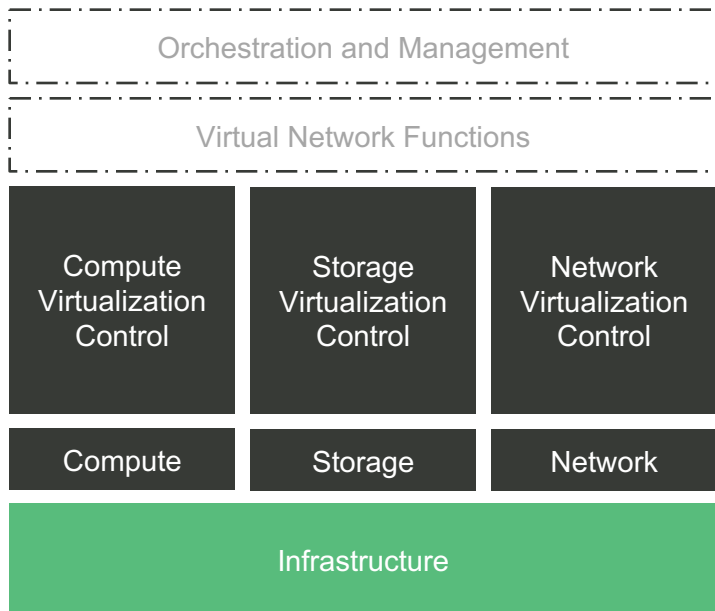 Orchestration and Management
Virtual Network Functions
Compute
Virtualization
Control
Storage
Virtualization
Control
Network
Virtualization
Control
Compute
Storage
Network
Infrastructure